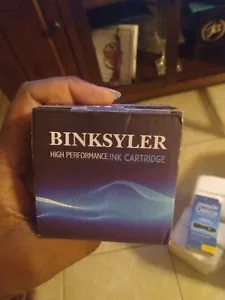 BINKSYLER
HIGH PERFORMANCE INK CARTRIDGE